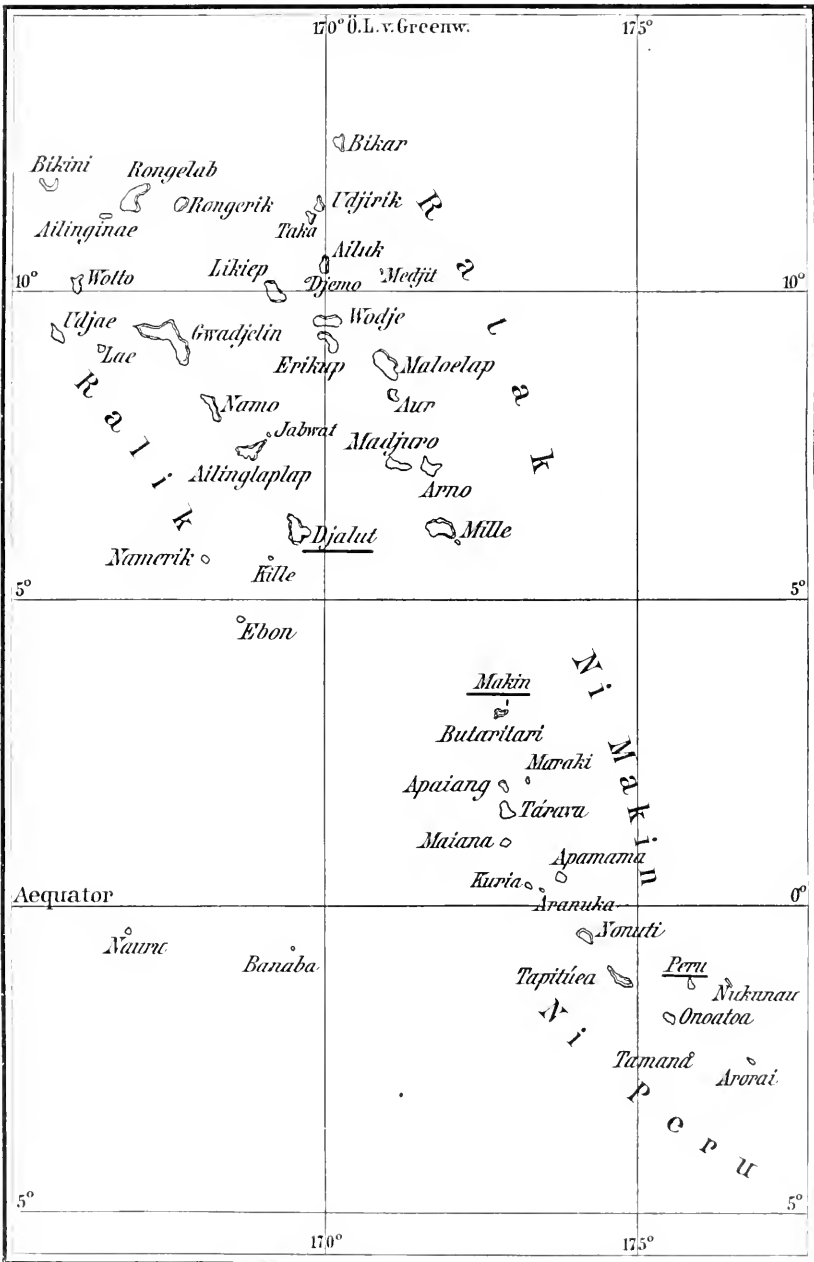 170° Ö.L.v.Greenw.
175°
Bikar
Bikini
Rongelab
Rongerik
Udjirik
Ailinginae
Taka
Ailuk
Likiep
Medjit
Wotto
Djemo
10°
10°
Udjae
Gwadjelin
Wodje
Lae
Erikup
Maloelap
Ratak
Namo
Aur
Jabwat
Madjuro
Ailinglaplap
Arno
Ralik
Djalut
Mille
Namerik
Kille
5°
5°
Ebon
Makin
Butaritari
Maraki
Apaiang
Táravu
Maiana
Apamama
Kuria
Ni Makin
Aequator
0°
Aranuka
Nonuti
Nauru
Banaba
Tapitúea
Peru
Nukunau
Onoatoa
Tamana
Arorai
Ni Peru
5°
5°
170°
175°